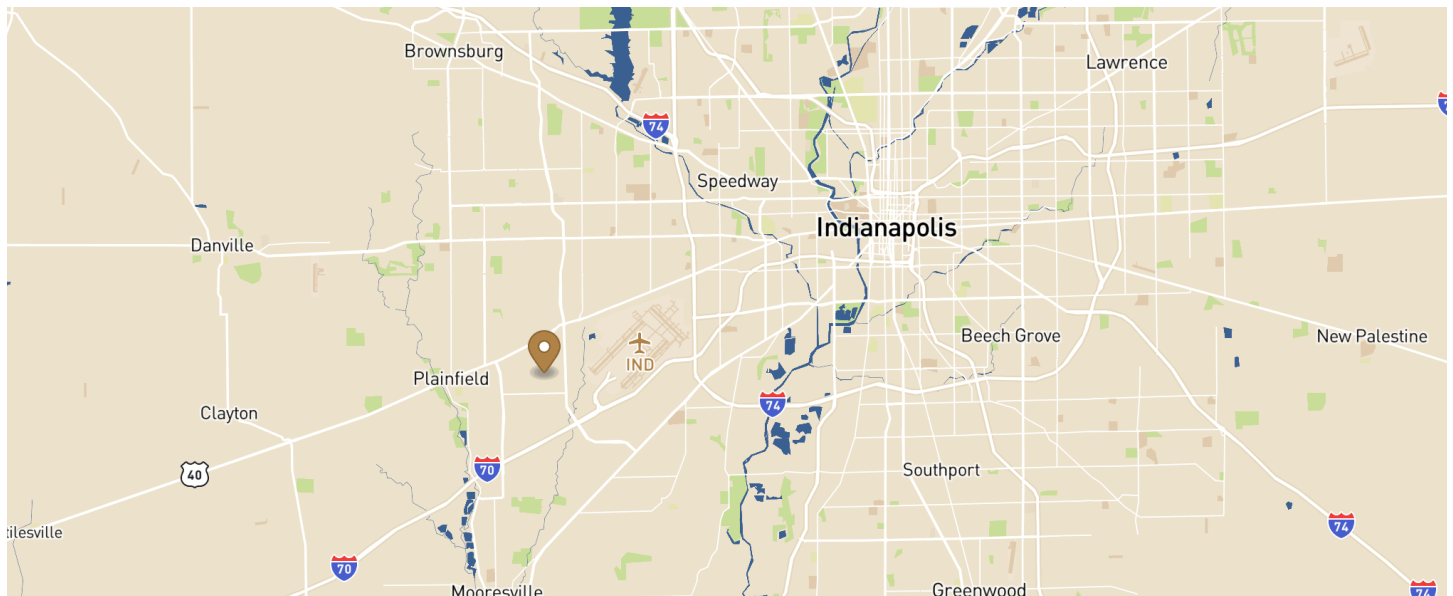 Brownsburg
Lawrence
74
Speedway
Indianapolis
Danville
Beech Grove
New Palestine
IND
Plainfield
74
Clayton
40
70
Southport
74
tilesville
70
Mooresville
Greenwood
74